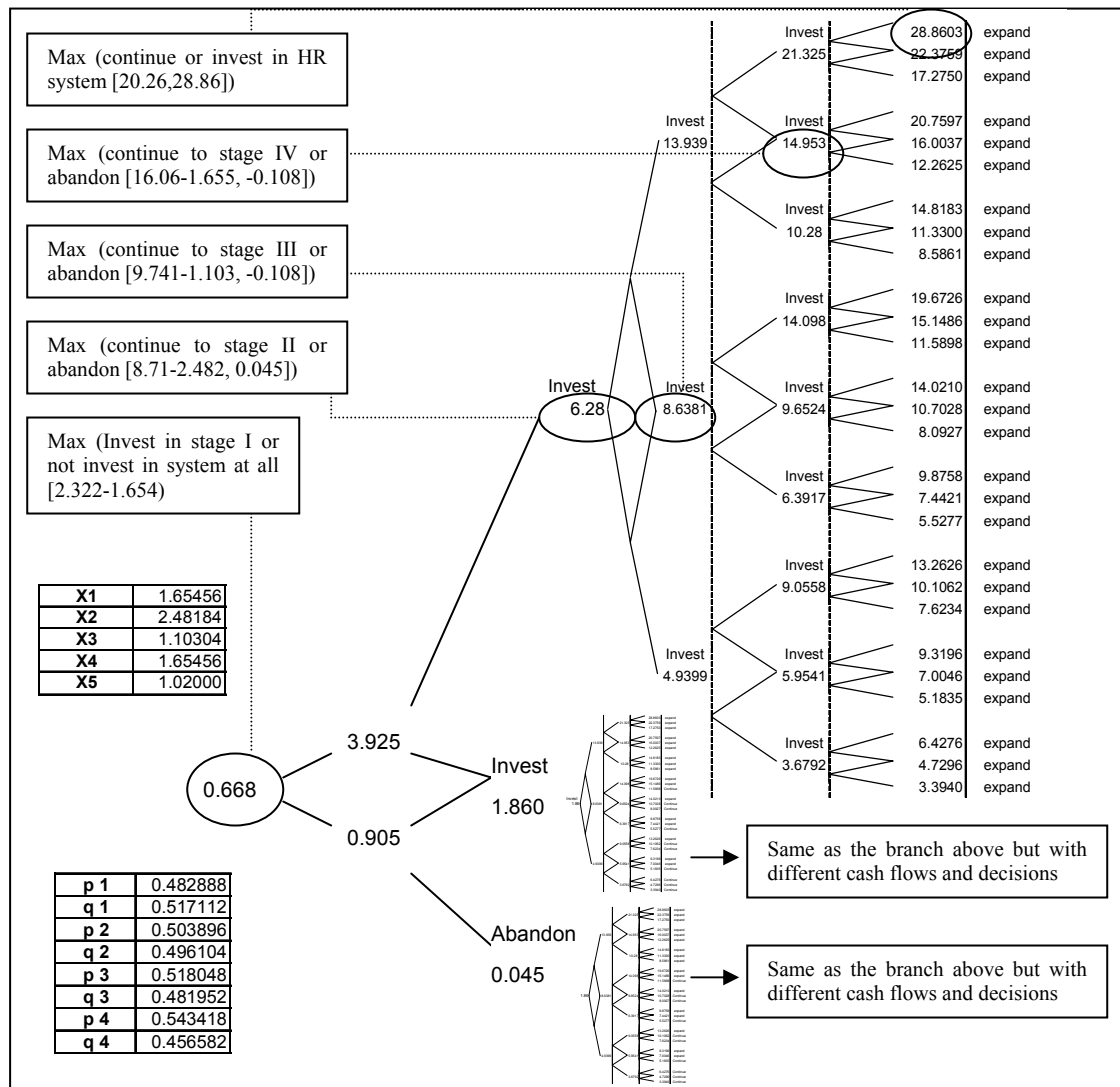 Max (continue or invest in HR
system [20.26,28.86])
Max (continue to stage IV or
abandon [16.06-1.655, -0.108])
Max (continue to stage III or
abandon [9.741-1.103, -0.108])
Max (continue to stage II or
abandon [8.71-2.482, 0.045])
Max (Invest in stage I or
not invest in system at all
[2.322-1.654)
X1 1.65456
X2 2.48184
X3 1.10304
X4 1.65456
X5 1.02000
0.668
3.925
0.905
p 1 0.482888
q 1 0.517112
p 2 0.503896
q 2 0.496104
p 3 0.518048
q 3 0.481952
p 4 0.543418
q 4 0.456582
Invest
6.28
Invest
1.860
Abandon
0.045
Invest
13.939
Invest
8.6381
Invest
4.9399
Invest
21.325
Invest
14.953
Invest
10.28
Invest
14.098
Invest
9.6524
Invest
6.3917
Invest
9.0558
Invest
5.9541
Invest
3.6792
28.8603 expand
22.3759 expand
17.2750 expand
20.7597 expand
16.0037 expand
12.2625 expand
14.8183 expand
11.3300 expand
8.5861 expand
19.6726 expand
15.1486 expand
11.5898 expand
14.0210 expand
10.7028 expand
8.0927 expand
9.8758 expand
7.4421 expand
5.5277 expand
13.2626 expand
10.1062 expand
7.6234 expand
9.3196 expand
7.0046 expand
5.1835 expand
6.4276 expand
4.7296 expand
3.3940 expand
Same as the branch above but with
different cash flows and decisions
Same as the branch above but with
different cash flows and decisions